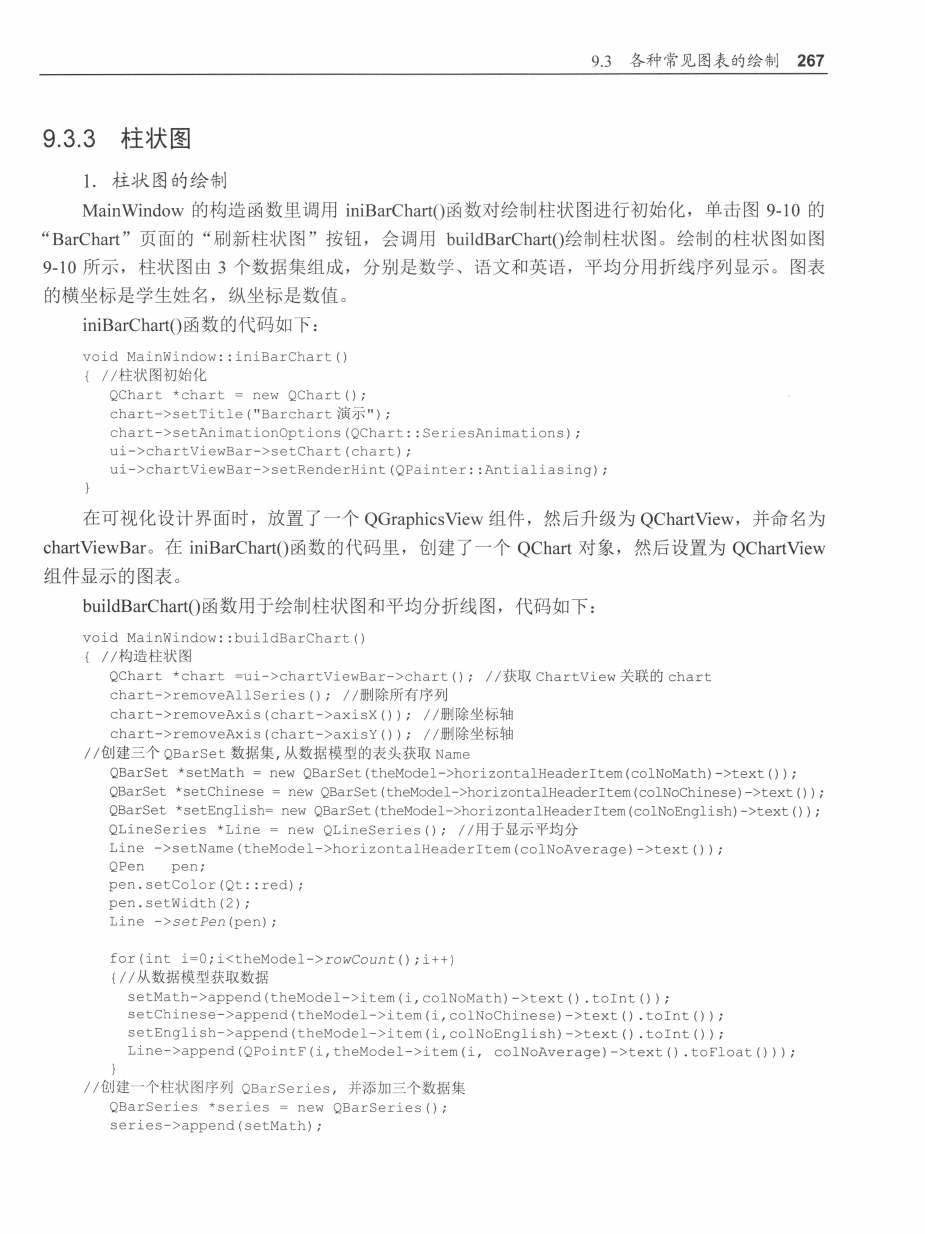 9.3 各种常见图表的绘制 267
9.3.3 柱状图
1. 柱状图的绘制
MainWindow 的构造函数里调用 iniBarChart()函数对绘制柱状图进行初始化，单击图 9-10 的
“BarChart”页面的“刷新柱状图”按钮，会调用 buildBarChart()绘制柱状图。绘制的柱状图如图
9-10 所示，柱状图由 3 个数据集组成，分别是数学、语文和英语，平均分用折线序列显示。图表
的横坐标是学生姓名，纵坐标是数值。
iniBarChart()函数的代码如下：
void MainWindow::iniBarChart()
{ //柱状图初始化
QChart *chart = new QChart();
chart->setTitle("Barchart 演示");
chart->setAnimationOptions(QChart::SeriesAnimations);
ui->chartViewBar->setChart(chart);
ui->chartViewBar->setRenderHint(QPainter::Antialiasing);
}
在可视化设计界面时，放置了一个 QGraphicsView 组件，然后升级为 QChartView，并命名为
chartViewBar。在 iniBarChart()函数的代码里，创建了一个 QChart 对象，然后设置为 QChartView
组件显示的图表。
buildBarChart()函数用于绘制柱状图和平均分折线图，代码如下：
void MainWindow::buildBarChart()
{ //构造柱状图
QChart *chart =ui->chartViewBar->chart(); //获取 ChartView 关联的 chart
chart->removeAllSeries(); //删除所有序列
chart->removeAxis(chart->axisX()); //删除坐标轴
chart->removeAxis(chart->axisY()); //删除坐标轴
//创建三个 QBarSet 数据集,从数据模型的表头获取 Name
QBarSet *setMath = new QBarSet(theModel->horizontalHeaderItem(colNoMath)->text());
QBarSet *setChinese = new QBarSet(theModel->horizontalHeaderItem(colNoChinese)->text());
QBarSet *setEnglish= new QBarSet(theModel->horizontalHeaderItem(colNoEnglish)->text());
QLineSeries *Line = new QLineSeries(); //用于显示平均分
Line ->setName(theModel->horizontalHeaderItem(colNoAverage)->text());
QPen pen;
pen.setColor(Qt::red);
pen.setWidth(2);
Line ->setPen(pen);
for(int i=0;i<theModel->rowCount();i++)
{//从数据模型获取数据
setMath->append(theModel->item(i,colNoMath)->text().toInt());
setChinese->append(theModel->item(i,colNoChinese)->text().toInt());
setEnglish->append(theModel->item(i,colNoEnglish)->text().toInt());
Line->append(QPointF(i,theModel->item(i, colNoAverage)->text().toFloat()));
}
//创建一个柱状图序列 QBarSeries, 并添加三个数据集
QBarSeries *series = new QBarSeries();
series->append(setMath);